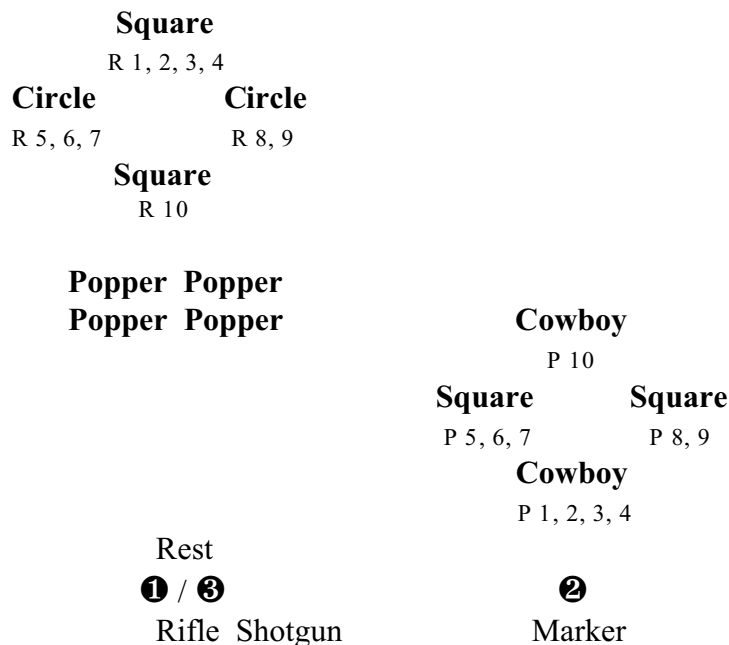 Square
R 1, 2, 3, 4
Circle Circle
R 5, 6, 7 R 8, 9
Square
R 10
Popper Popper
Popper Popper Cowboy
P 10
Square Square
P 5, 6, 7 P 8, 9
Cowboy
P 1, 2, 3, 4
Rest
❶ / ❸ ❷
Rifle Shotgun Marker